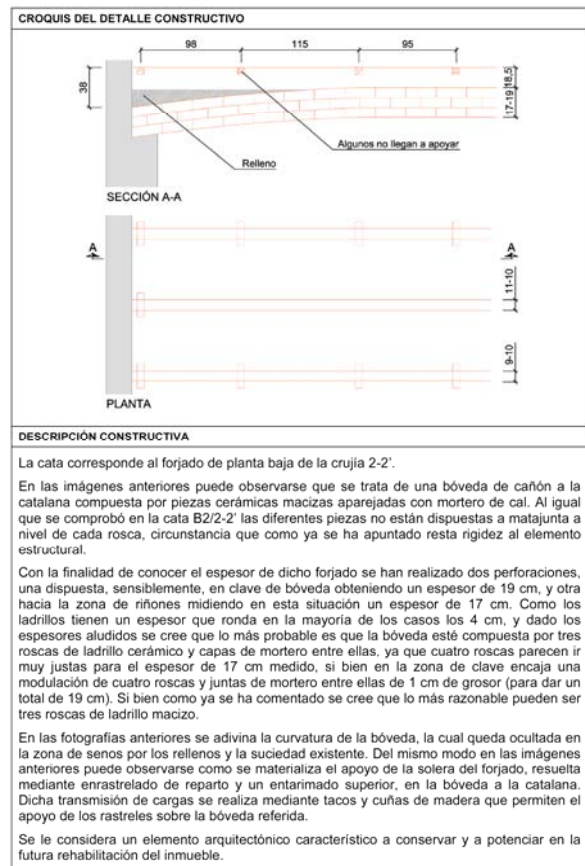 CROQUIS DEL DETALLE CONSTRUCTIVO
98
115
95
38
18,5
17-19
Algunos no llegan a apoyar
Relleno
SECCIÓN A-A
A
A
11-10
9-10
PLANTA
DESCRIPCIÓN CONSTRUCTIVA
La cata corresponde al forjado de planta baja de la crujía 2-2'.
En las imágenes anteriores puede observarse que se trata de una bóveda de cañón a la
catalana compuesta por piezas cerámicas macizas aparejadas con mortero de cal. Al igual
que se comprobó en la cata B2/2-2' las diferentes piezas no están dispuestas a matajunta a
nivel de cada rosca, circunstancia que como ya se ha apuntado resta rigidez al elemento
estructural.
Con la finalidad de conocer el espesor de dicho forjado se han realizado dos perforaciones,
una dispuesta, sensiblemente, en clave de bóveda obteniendo un espesor de 19 cm, y otra
hacia la zona de riñones midiendo en esta situación un espesor de 17 cm. Como los
ladrillos tienen un espesor que ronda en la mayoría de los casos los 4 cm, y dado los
espesores aludidos se cree que lo más probable es que la bóveda esté compuesta por tres
roscas de ladrillo cerámico y capas de mortero entre ellas, ya que cuatro roscas parecen ir
muy justas para el espesor de 17 cm medido, si bien en la zona de clave encaja una
modulación de cuatro roscas y juntas de mortero entre ellas de 1 cm de grosor (para dar un
total de 19 cm). Si bien como ya se ha comentado se cree que lo más razonable pueden ser
tres roscas de ladrillo macizo.
En las fotografías anteriores se adivina la curvatura de la bóveda, la cual queda ocultada en
la zona de senos por los rellenos y la suciedad existente. Del mismo modo en las imágenes
anteriores puede observarse como se materializa el apoyo de la solera del forjado, resuelta
mediante enrastrelado de reparto y un entarimado superior, en la bóveda a la catalana.
Dicha transmisión de cargas se realiza mediante tacos y cuñas de madera que permiten el
apoyo de los rastreles sobre la bóveda referida.
Se le considera un elemento arquitectónico característico a conservar y a potenciar en la
futura rehabilitación del inmueble.